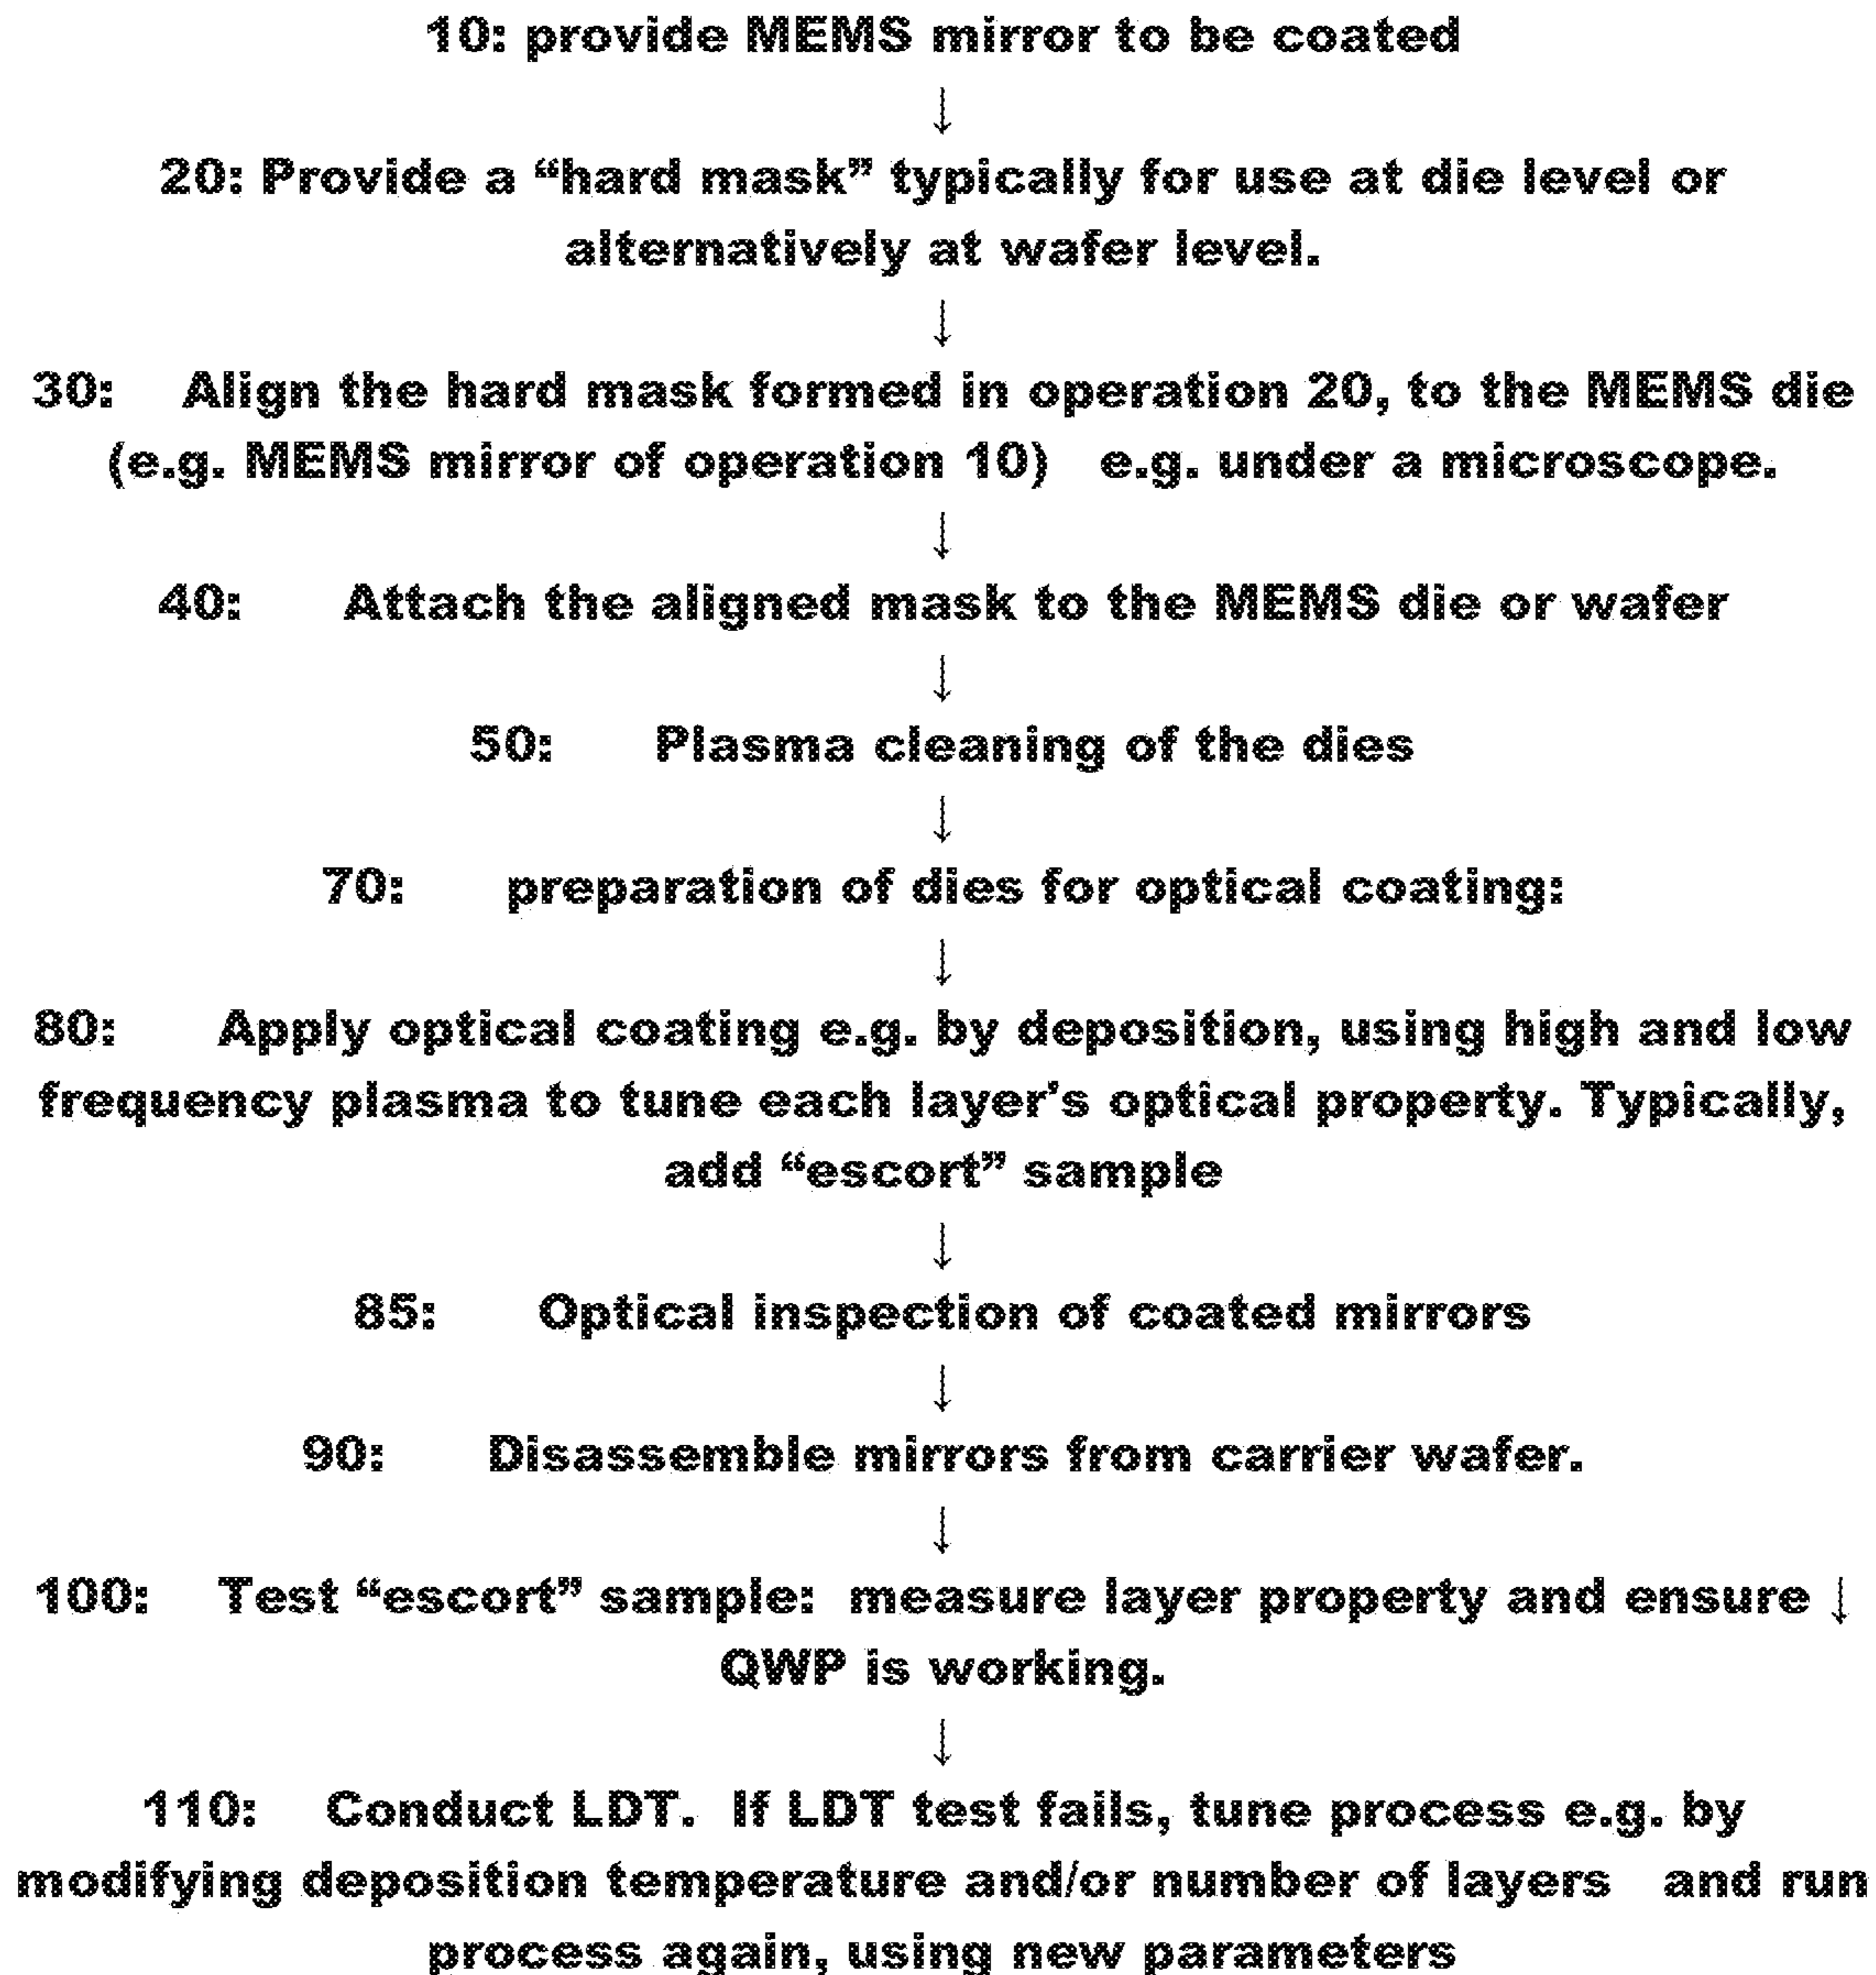 10: provide MEMS mirror to be coated
↓
20: Provide a “hard mask” typically for use at die level or
alternatively at wafer level.
↓
30: Align the hard mask formed in operation 20, to the MEMS die
(e.g. MEMS mirror of operation 10) e.g. under a microscope.
↓
40: Attach the aligned mask to the MEMS die or wafer
↓
50: Plasma cleaning of the dies
↓
70: preparation of dies for optical coating:
↓
80: Apply optical coating e.g. by deposition, using high and low
frequency plasma to tune each layer’s optical property. Typically,
add “escort” sample
↓
85: Optical inspection of coated mirrors
↓
90: Disassemble mirrors from carrier wafer.
↓
100: Test “escort” sample: measure layer property and ensure ↓
QWP is working.
↓
110: Conduct LDT. If LDT test fails, tune process e.g. by
modifying deposition temperature and/or number of layers and run
process again, using new parameters